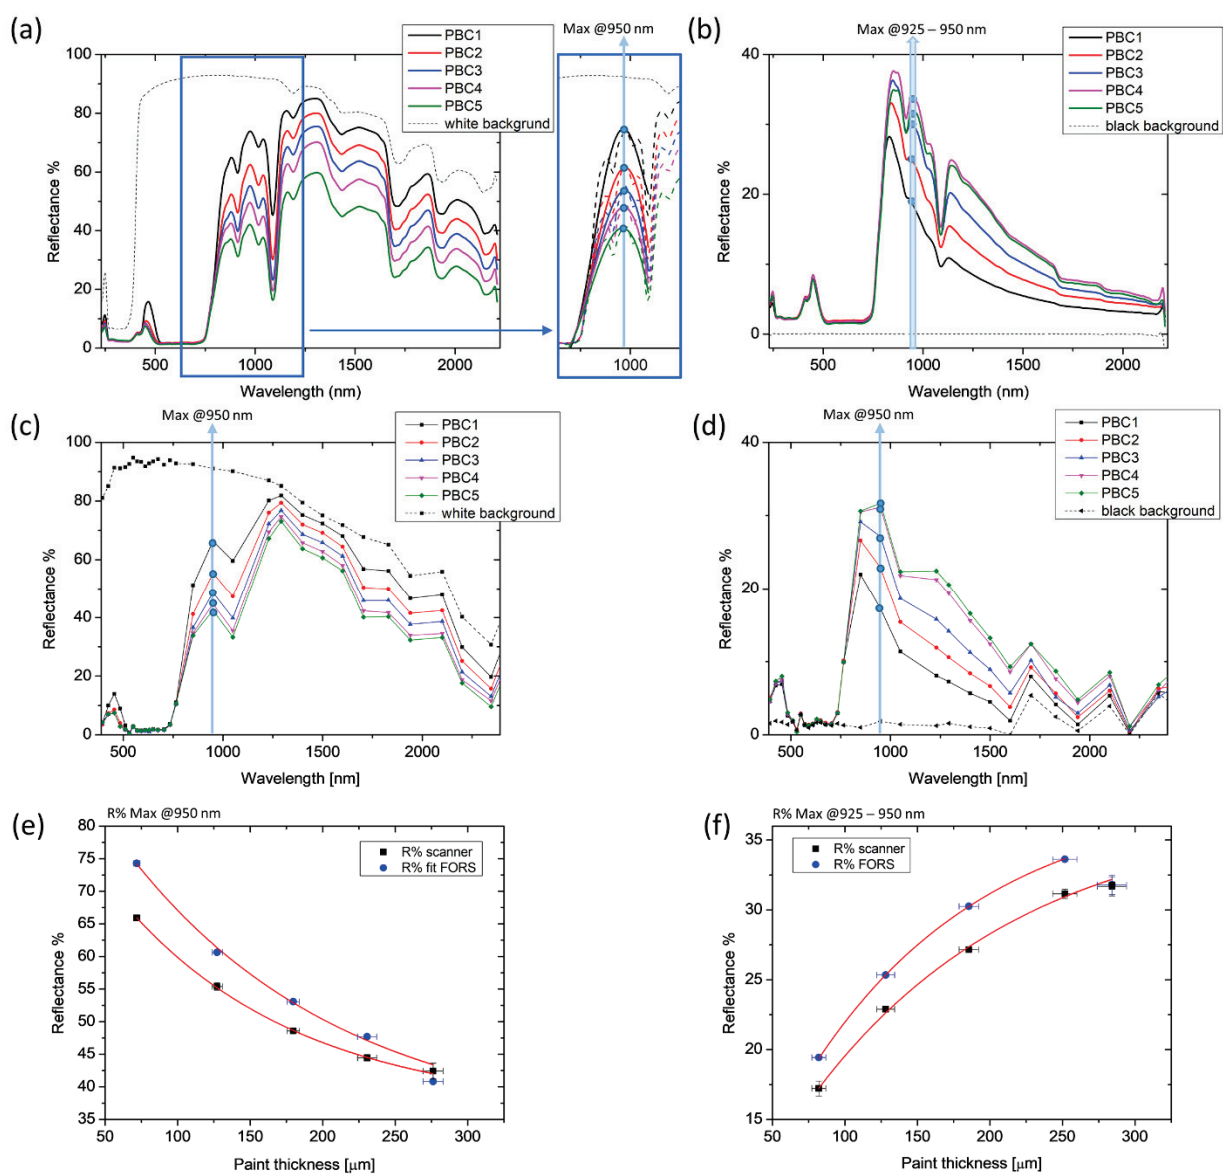 (a)
Max @950 nm
(b)
Max @925 – 950 nm
100
80
60
40
20
0
Reflectance %
PBC1
PBC2
PBC3
PBC4
PBC5
white background
500
1000
1500
2000
Wavelength (nm)
1000
40
20
0
Reflectance %
PBC1
PBC2
PBC3
PBC4
PBC5
black background
500
1000
1500
2000
Wavelength (nm)
(c)
Max @950 nm
100
80
60
40
20
0
Reflectance %
PBC1
PBC2
PBC3
PBC4
PBC5
white background
500
1000
1500
2000
Wavelength [nm]
(d)
Max @950 nm
40
20
0
Reflectance %
PBC1
PBC2
PBC3
PBC4
PBC5
black background
500
1000
1500
2000
Wavelength [nm]
(e)
R% Max @950 nm
80
75
70
65
60
55
50
45
40
35
Reflectance %
R% scanner
R% fit FORS
50
100
150
200
250
300
Paint thickness [µm]
(f)
R% Max @925 – 950 nm
35
30
25
20
15
Reflectance %
R% scanner
R% FORS
50
100
150
200
250
300
Paint thickness [µm]